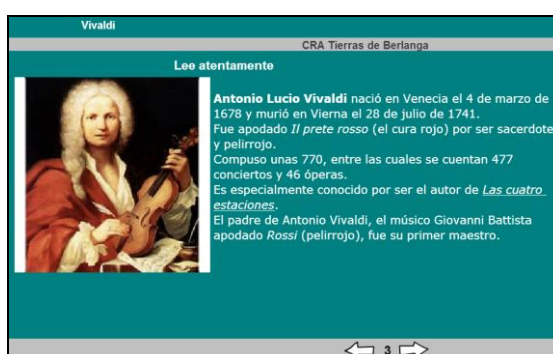 Vivaldi
CRA Tierras de Berlanga
Lee atentamente
Antonio Lucio Vivaldi nació en Venecia el 4 de marzo de
1678 y murió en Vierna el 28 de julio de 1741.
Fue apodado Il prete rosso (el cura rojo) por ser sacerdote
y pelirrojo.
Compuso unas 770, entre las cuales se cuentan 477
conciertos y 46 óperas.
Es especialmente conocido por ser el autor de Las cuatro
estaciones.
El padre de Antonio Vivaldi, el músico Giovanni Battista
apodado Rossi (pelirrojo), fue su primer maestro.
3